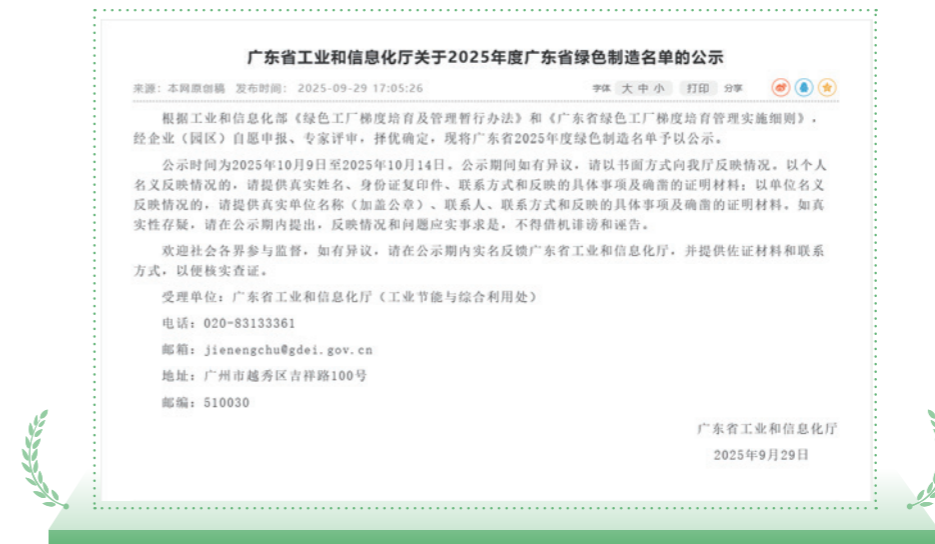 广东省工业和信息化厅关于2025年度广东省绿色制造名单的公示
来源：本网原创稿 发布时间： 2025-09-29 17:05:26 字体 大 中 小 打印 分享
根据工业和信息化部《绿色工厂梯度培育及管理暂行办法》和《广东省绿色工厂梯度培育管理实施细则》，
经企业（园区）自愿申报、专家评审，择优确定，现将广东省2025年度绿色制造名单予以公示。
公示时间为2025年10月9日至2025年10月14日。公示期间如有异议，请以书面方式向我厅反映情况。以个人
名义反映情况的，请提供真实姓名、身份证复印件、联系方式和反映的具体事项及确凿的证明材料；以单位名义
反映情况的，请提供真实单位名称（加盖公章）、联系人、联系方式和反映的具体事项及确凿的证明材料。如真
实性存疑，请在公示期内提出，反映情况和问题应实事求是，不得借机诽谤和诬告。
欢迎社会各界参与监督，如有异议，请在公示期内实名反馈广东省工业和信息化厅，并提供佐证材料和联系
方式，以便核实查证。
受理单位：广东省工业和信息化厅（工业节能与综合利用处）
电话：020-83133361
邮箱：jienengchu@gdei.gov.cn
地址：广州市越秀区吉祥路100号
邮编：510030
广东省工业和信息化厅
2025年9月29日